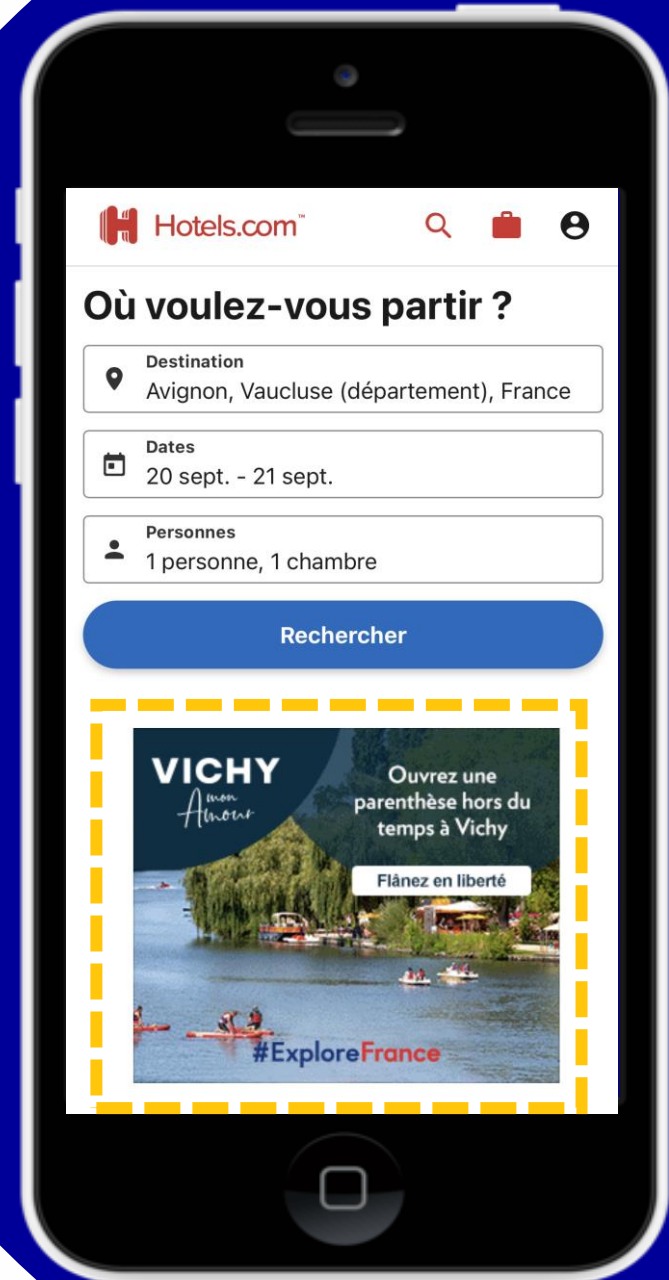 Hotels.com™
Où voulez-vous partir ?
Destination
Avignon, Vaucluse (département), France
Dates
20 sept. - 21 sept.
Personnes
1 personne, 1 chambre
Rechercher
VICHY
mon
Amour
Ouvrez une
parenthèse hors du
temps à Vichy
Flânez en liberté
#ExploreFrance